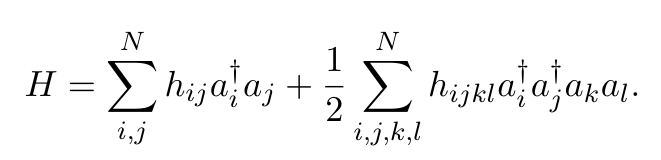 H = \sum_{i,j}^{N} h_{ij} a_i^\dagger a_j + \frac{1}{2} \sum_{i,j,k,l}^{N} h_{ijkl} a_i^\dagger a_j^\dagger a_k a_l.